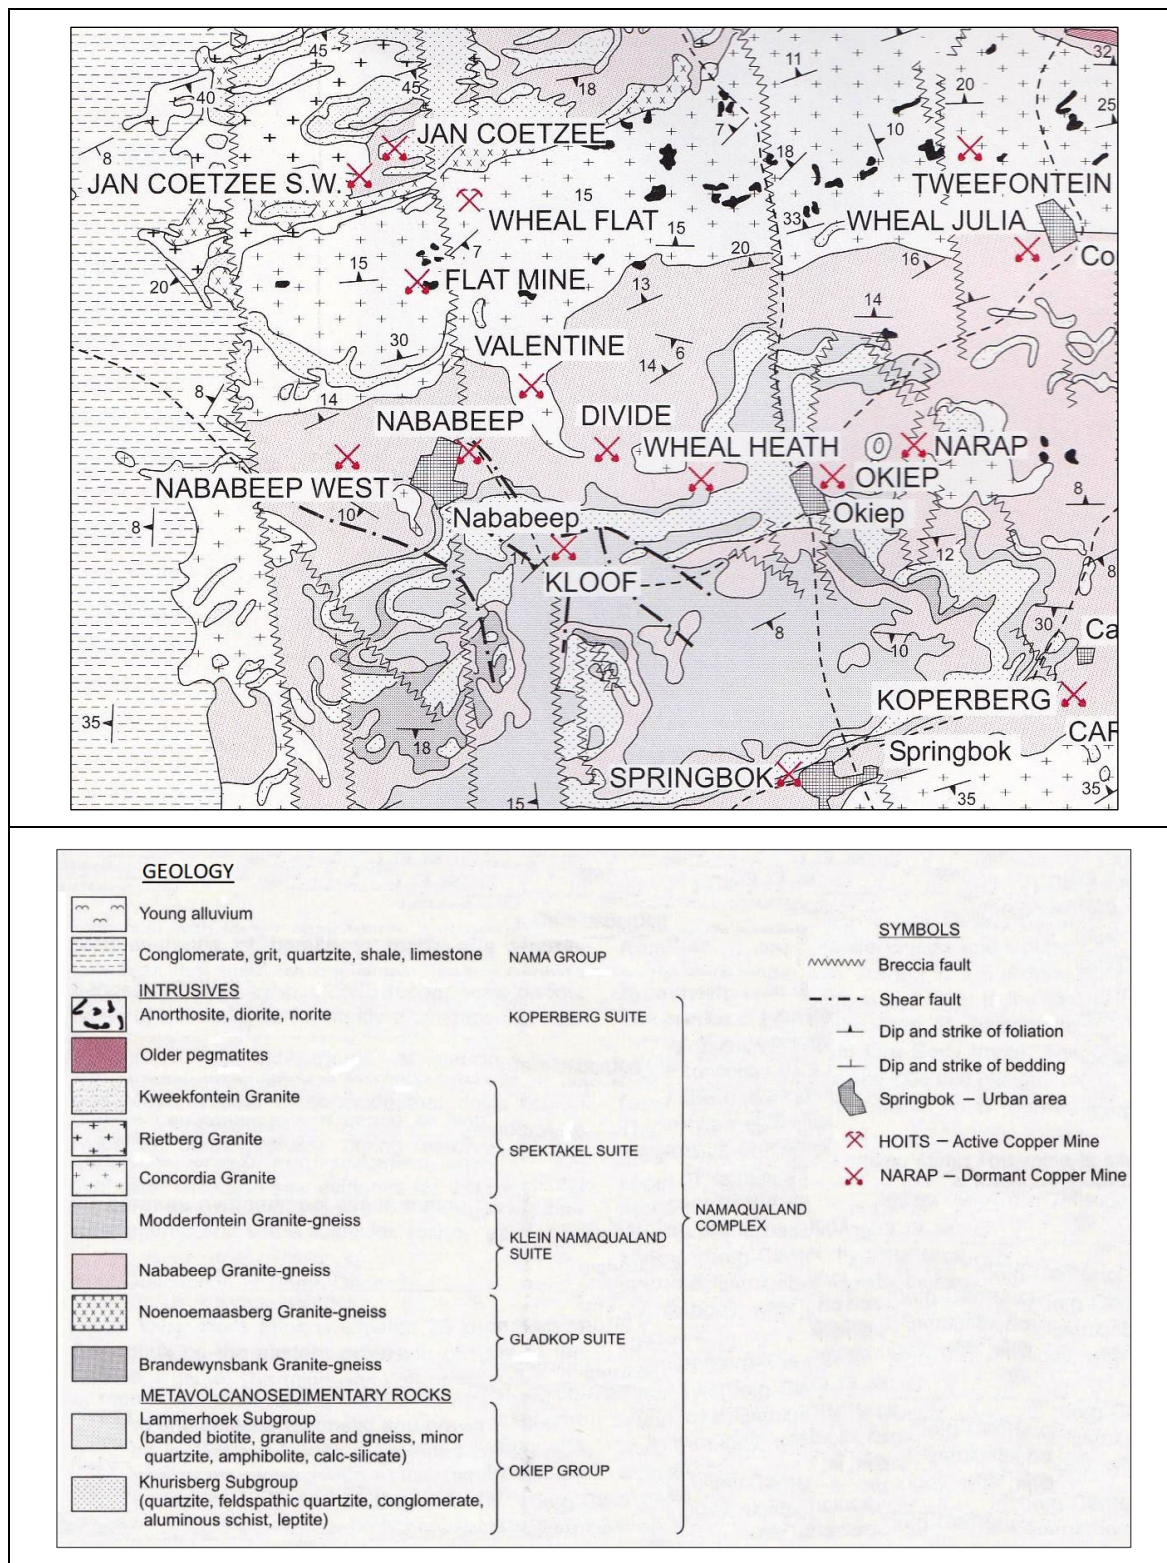 45
45
18
11
32
40
20
25
7
10
8
JAN COETZEE
18
JAN COETZEE S.W.
15
TWEEFONTEIN
WHEAL FLAT
33
WHEAL JULIA
15
7
20
16
Co
15
20
FLAT MINE
13
14
30
VALENTINE
6
14
8
14
NABABEEP
DIVIDE
WHEAL HEATH
NARAP
NABABEEP WEST
OKIEP
8
10
Nababeep
Okiep
8
12
17
8
KLOOF
30
8
Ca
10
KOPERBERG
35
18
CAR
Springbok
SPRINGBOK
35
35
15
GEOLOGY
Young alluvium
Conglomerate, grit, quartzite, shale, limestone
NAMA GROUP
INTRUSIVES
Anorthosite, diorite, norite
KOPERBERG SUITE
Older pegmatites
Kweekfontein Granite
Rietberg Granite
SPEKTAKEL SUITE
Concordia Granite
Modderfontein Granite-gneiss
KLEIN NAMAQUALAND
SUITE
Nababeep Granite-gneiss
Noenoemaasberg Granite-gneiss
GLADKOP SUITE
Brandewynsbank Granite-gneiss
METAVOLCANOSEDIMENTARY ROCKS
Lammerhoek Subgroup
(banded biotite, granulite and gneiss, minor
quartzite, amphibolite, calc-silicate)
OKIEP GROUP
Khurisberg Subgroup
(quartzite, feldspathic quartzite, conglomerate,
aluminous schist, leptite)
NAMAQUALAND
COMPLEX
SYMBOLS
Breccia fault
Shear fault
Dip and strike of foliation
Dip and strike of bedding
Springbok – Urban area
HOITS – Active Copper Mine
NARAP – Dormant Copper Mine